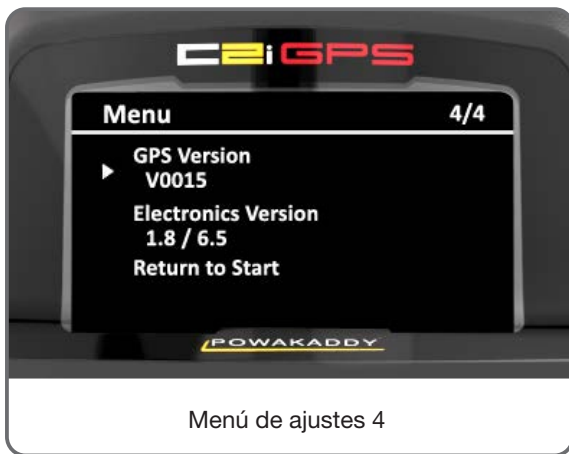 C2i GPS
Menu 4/4
GPS Version
V0015
Electronics Version
1.8 / 6.5
Return to Start
POWAKADDY
Menú de ajustes 4